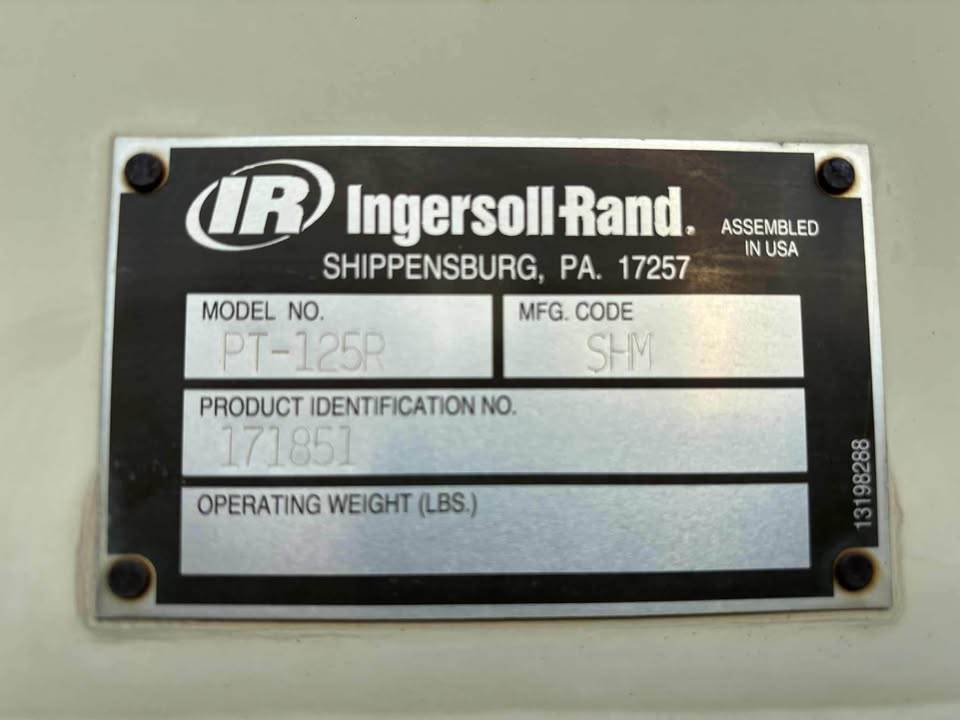 IR Ingersoll-Rand.
ASSEMBLED
IN USA
SHIPPENSBURG, PA. 17257
MODEL NO.
PT-125R
MFG. CODE
SHM
PRODUCT IDENTIFICATION NO.
171851
OPERATING WEIGHT (LBS.)
13198288